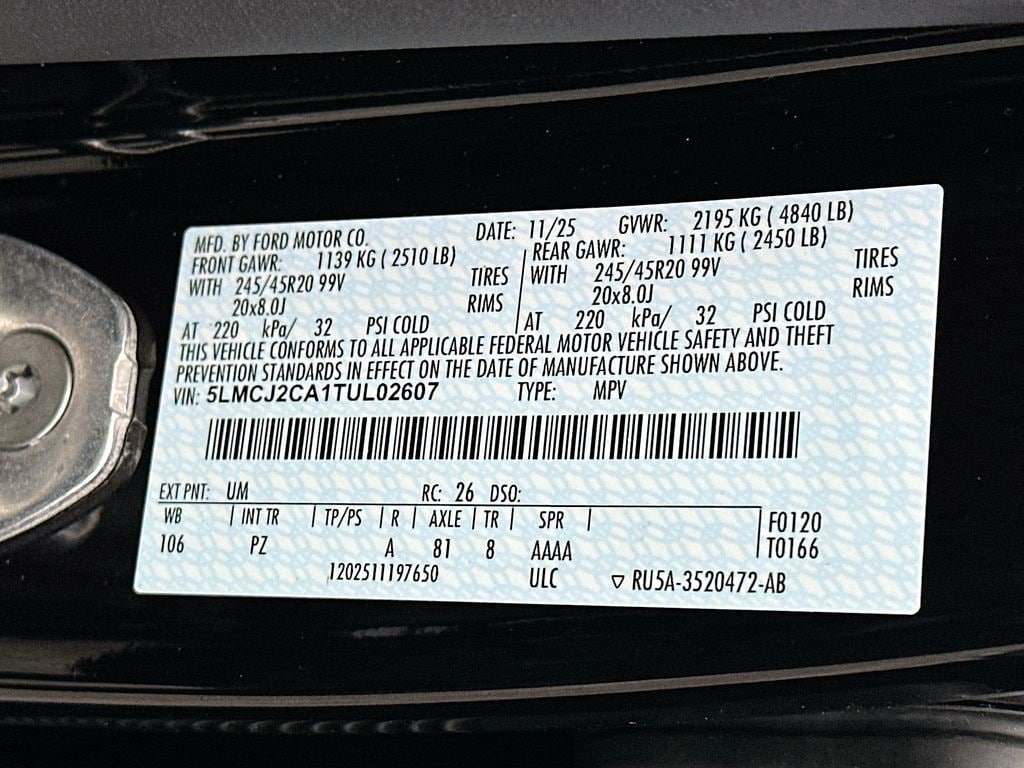 MFD. BY FORD MOTOR CO. DATE: 11/25 GVWR: 2195 KG ( 4840 LB)
FRONT GAWR: 1139 KG ( 2510 LB) REAR GAWR: 1111 KG ( 2450 LB)
WITH 245/45R20 99V TIRES WITH 245/45R20 99V TIRES
20x8.0J RIMS 20x8.0J RIMS
AT 220 kPa/ 32 PSI COLD AT 220 kPa/ 32 PSI COLD
THIS VEHICLE CONFORMS TO ALL APPLICABLE FEDERAL MOTOR VEHICLE SAFETY AND THEFT
PREVENTION STANDARDS IN EFFECT ON THE DATE OF MANUFACTURE SHOWN ABOVE.
VIN: 5LMCJ2CA1TUL02607 TYPE: MPV
EXT PNT: UM RC: 26 DSO:
WB | INT TR | TP/PS | R | AXLE | TR | SPR | F0120
106 PZ A 81 8 AAAA T0166
1202511197650 ULC ▽ RU5A-3520472-AB